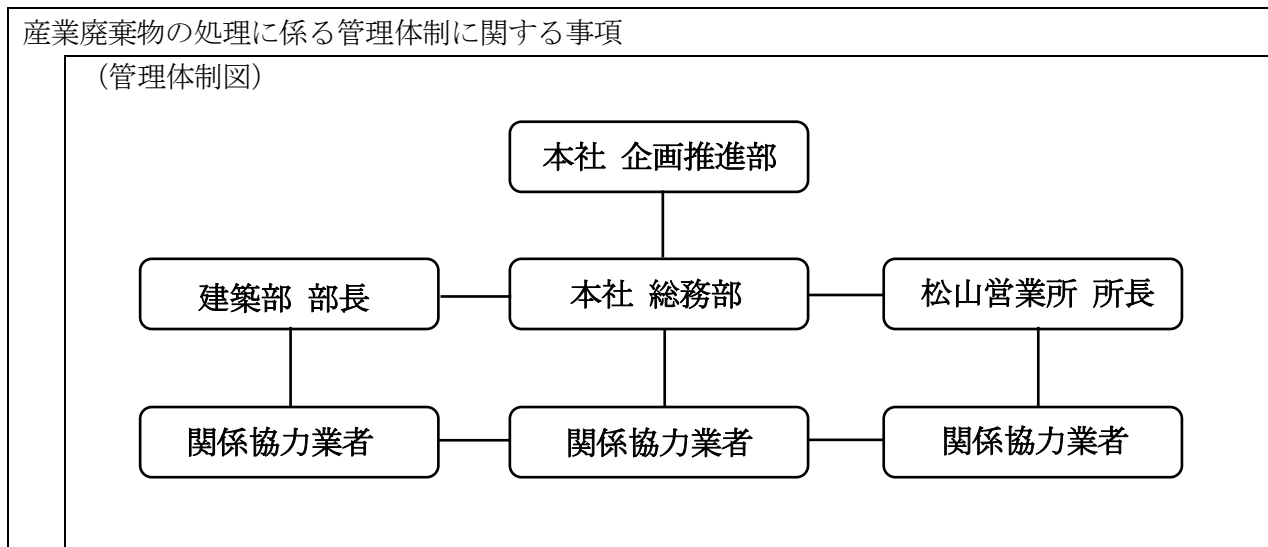 産業廃棄物の処理に係る管理体制に関する事項
（管理体制図）
本社 企画推進部
建築部 部長
本社 総務部
松山営業所 所長
関係協力業者
関係協力業者
関係協力業者